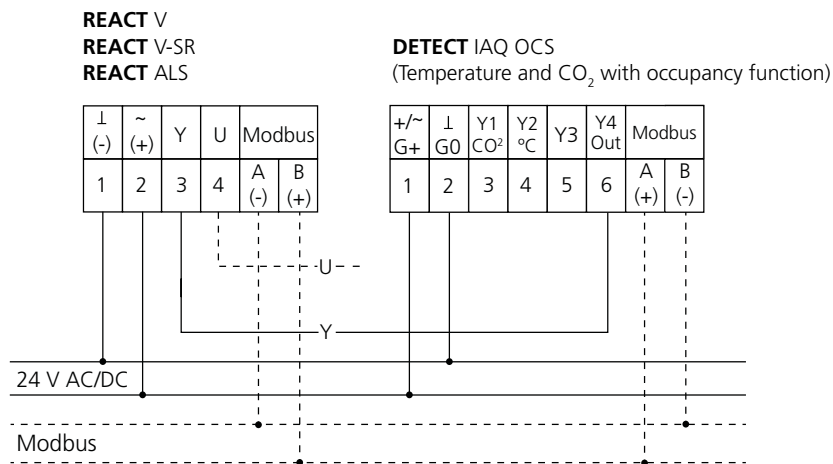 REACT V
REACT V-SR
REACT ALS
DETECT IAQ OCS
(Temperature and CO₂ with occupancy function)
⊥ (-) ~ (+) Y U Modbus
1 2 3 4 A (-) B (+)
+/~ G+ ⊥ G0 Y1 CO² Y2 ºC Y3 Y4 Out Modbus
1 2 3 4 5 6 A (+) B (-)
U
Y
24 V AC/DC
Modbus